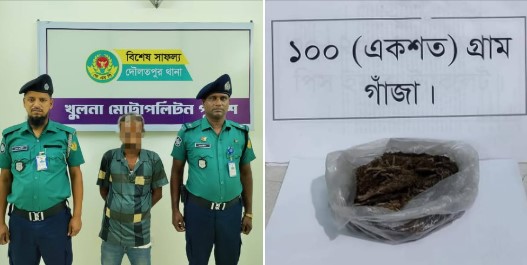 বিশেষ সাফল্য
দৌলতপুর থানা
খুলনা মেট্রোপলিটন
১০০ (একশত) গ্রাম
গাঁজা।